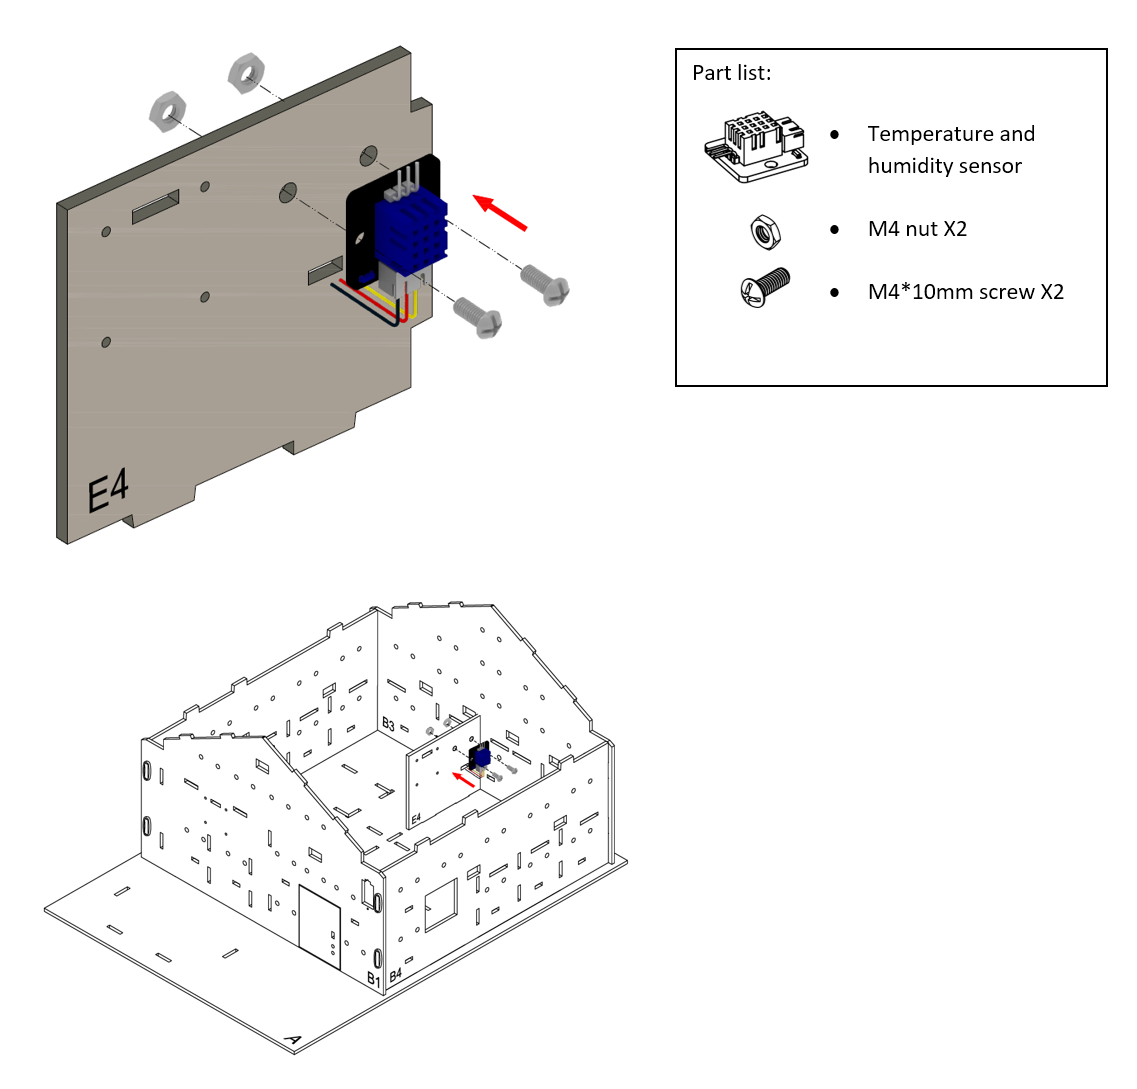 Part list:
Temperature and
humidity sensor
M4 nut X2
M4*10mm screw X2
E4
B3
E4
B1
B4
A